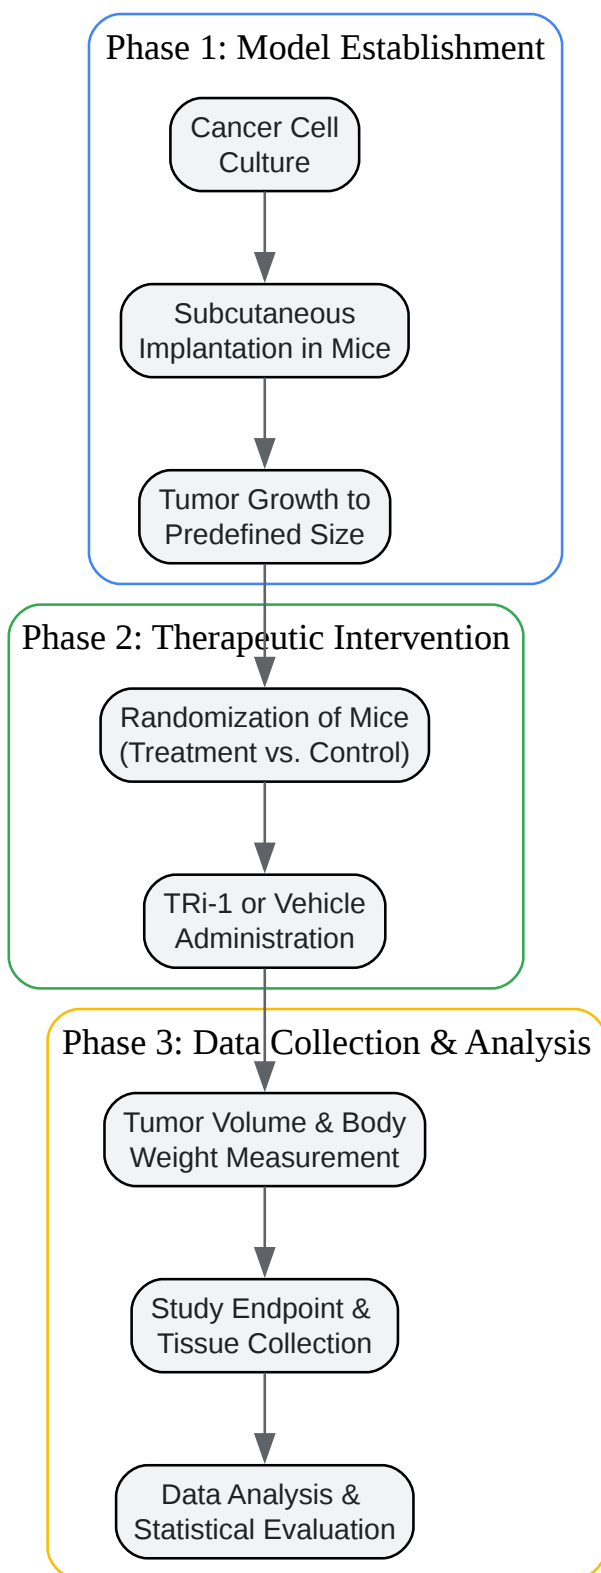 Phase 1: Model Establishment
Cancer Cell
Culture
Subcutaneous
Implantation in Mice
Tumor Growth to
Predefined Size
Phase 2: Therapeutic Intervention
Randomization of Mice
(Treatment vs. Control)
TRi-1 or Vehicle
Administration
Phase 3: Data Collection & Analysis
Tumor Volume & Body
Weight Measurement
Study Endpoint &
Tissue Collection
Data Analysis &
Statistical Evaluation